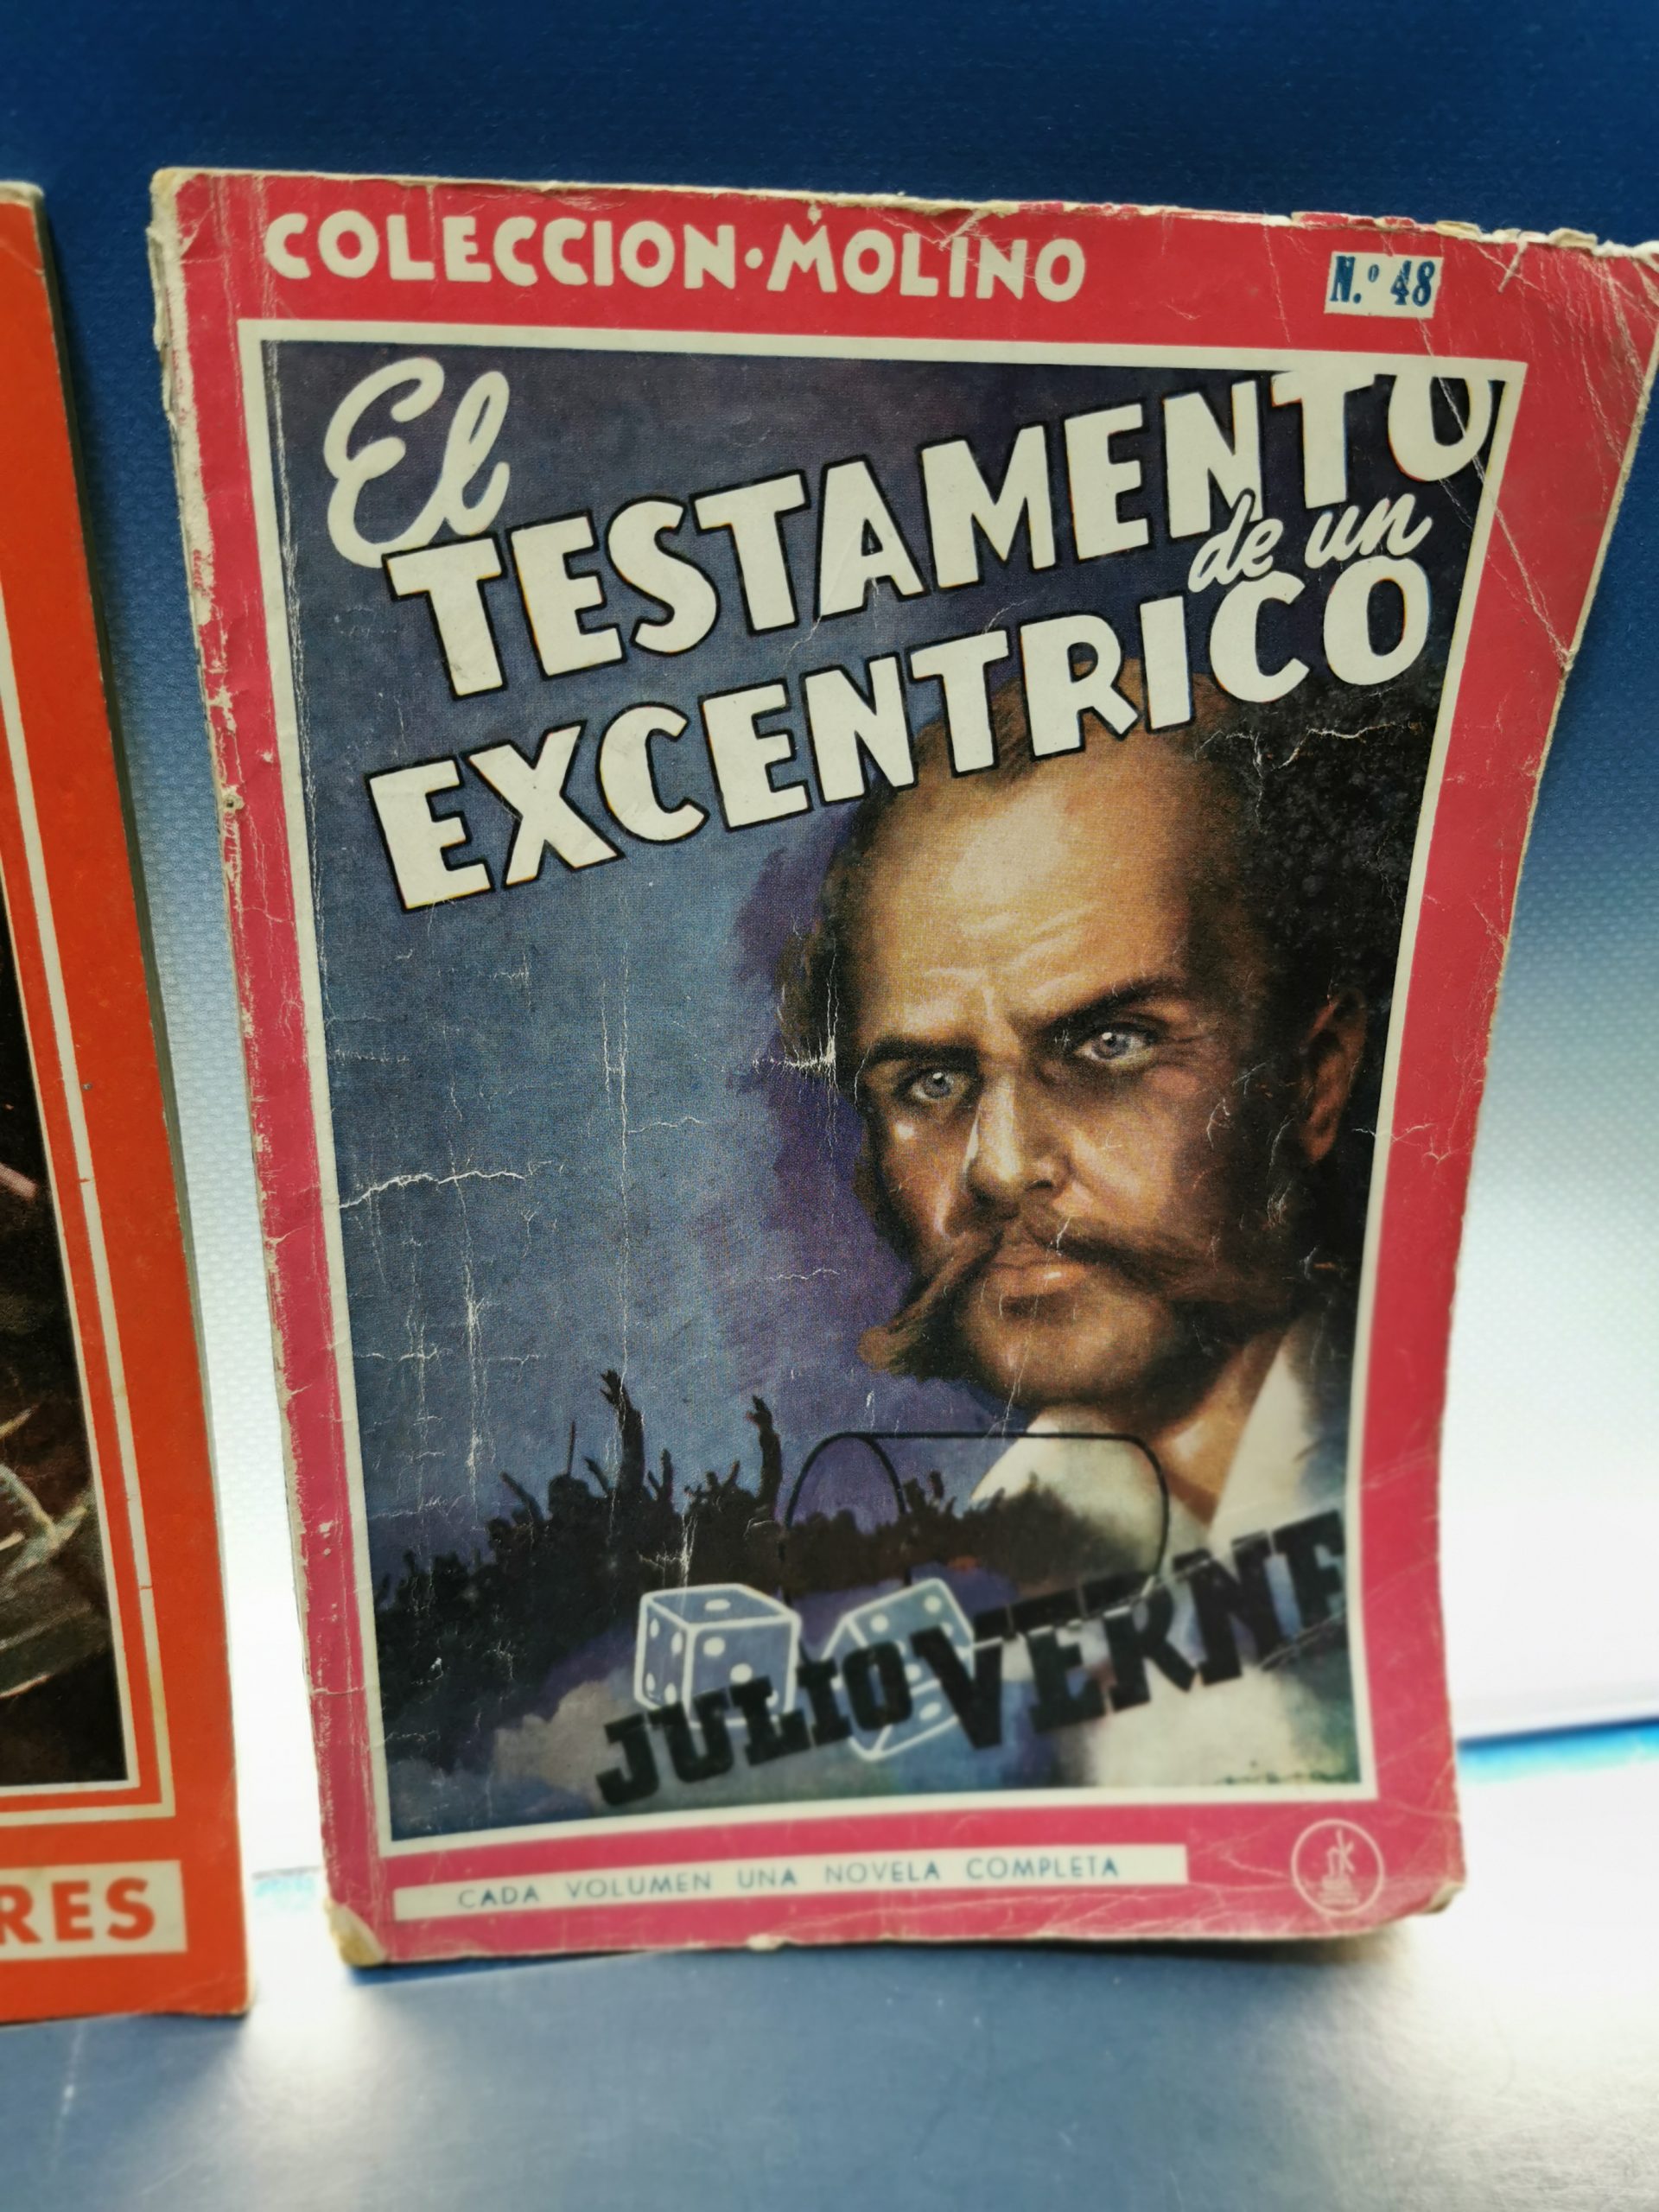 COLECCION·MOLINO
N.º 48
El
TESTAMENTO
de un
EXCENTRICO
JULIO VERNE
CADA VOLUMEN UNA NOVELA COMPLETA
RES